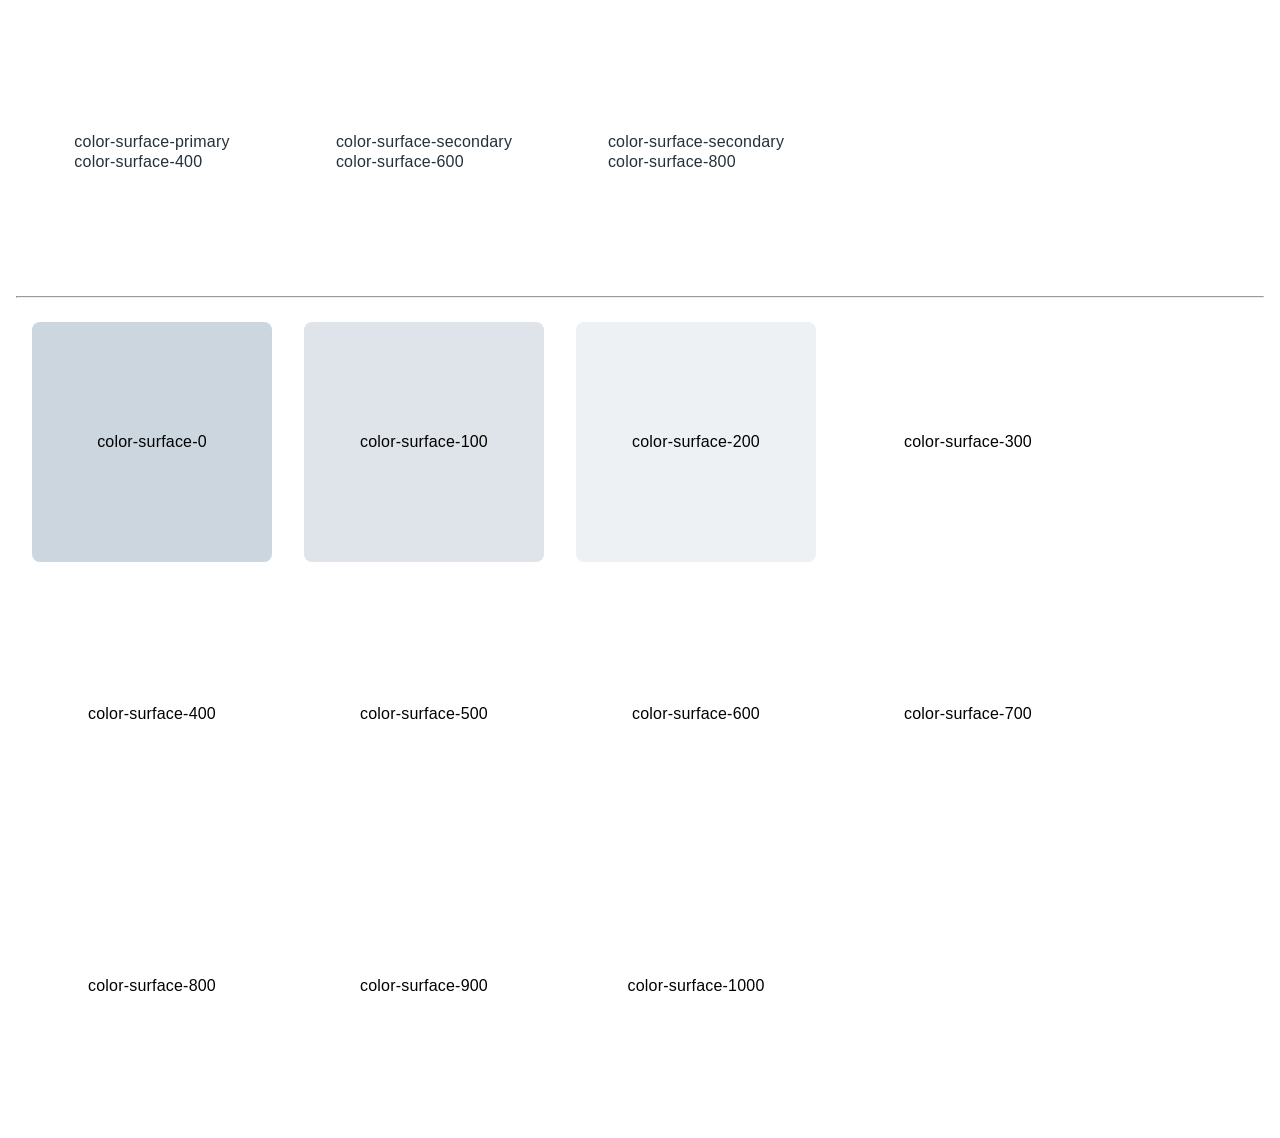 color-surface-primary
color-surface-400
color-surface-secondary
color-surface-600
color-surface-secondary
color-surface-800
color-surface-0
color-surface-100
color-surface-200
color-surface-300
color-surface-400
color-surface-500
color-surface-600
color-surface-700
color-surface-800
color-surface-900
color-surface-1000